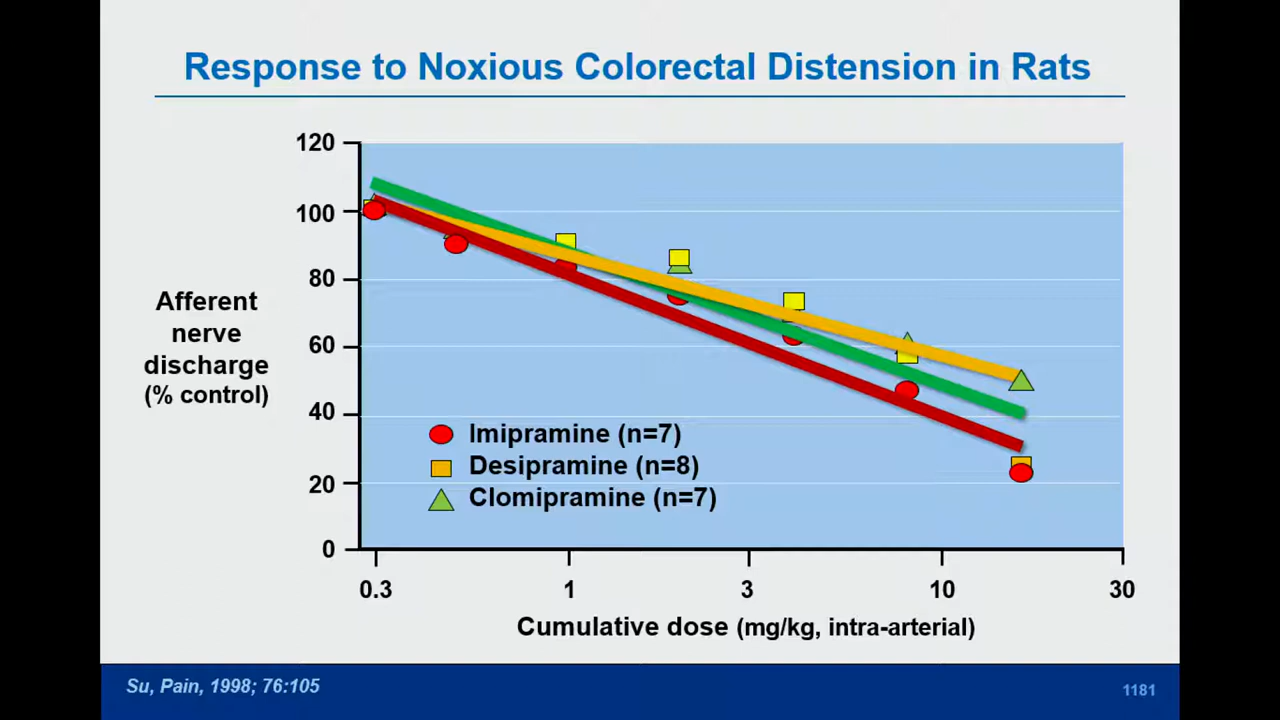 Response to Noxious Colorectal Distension in Rats
120
100
80
60
40
20
0
Afferent
nerve
discharge
(% control)
Imipramine (n=7)
Desipramine (n=8)
Clomipramine (n=7)
0.3 1 3 10 30
Cumulative dose (mg/kg, intra-arterial)
Su, Pain, 1998; 76:105
1181